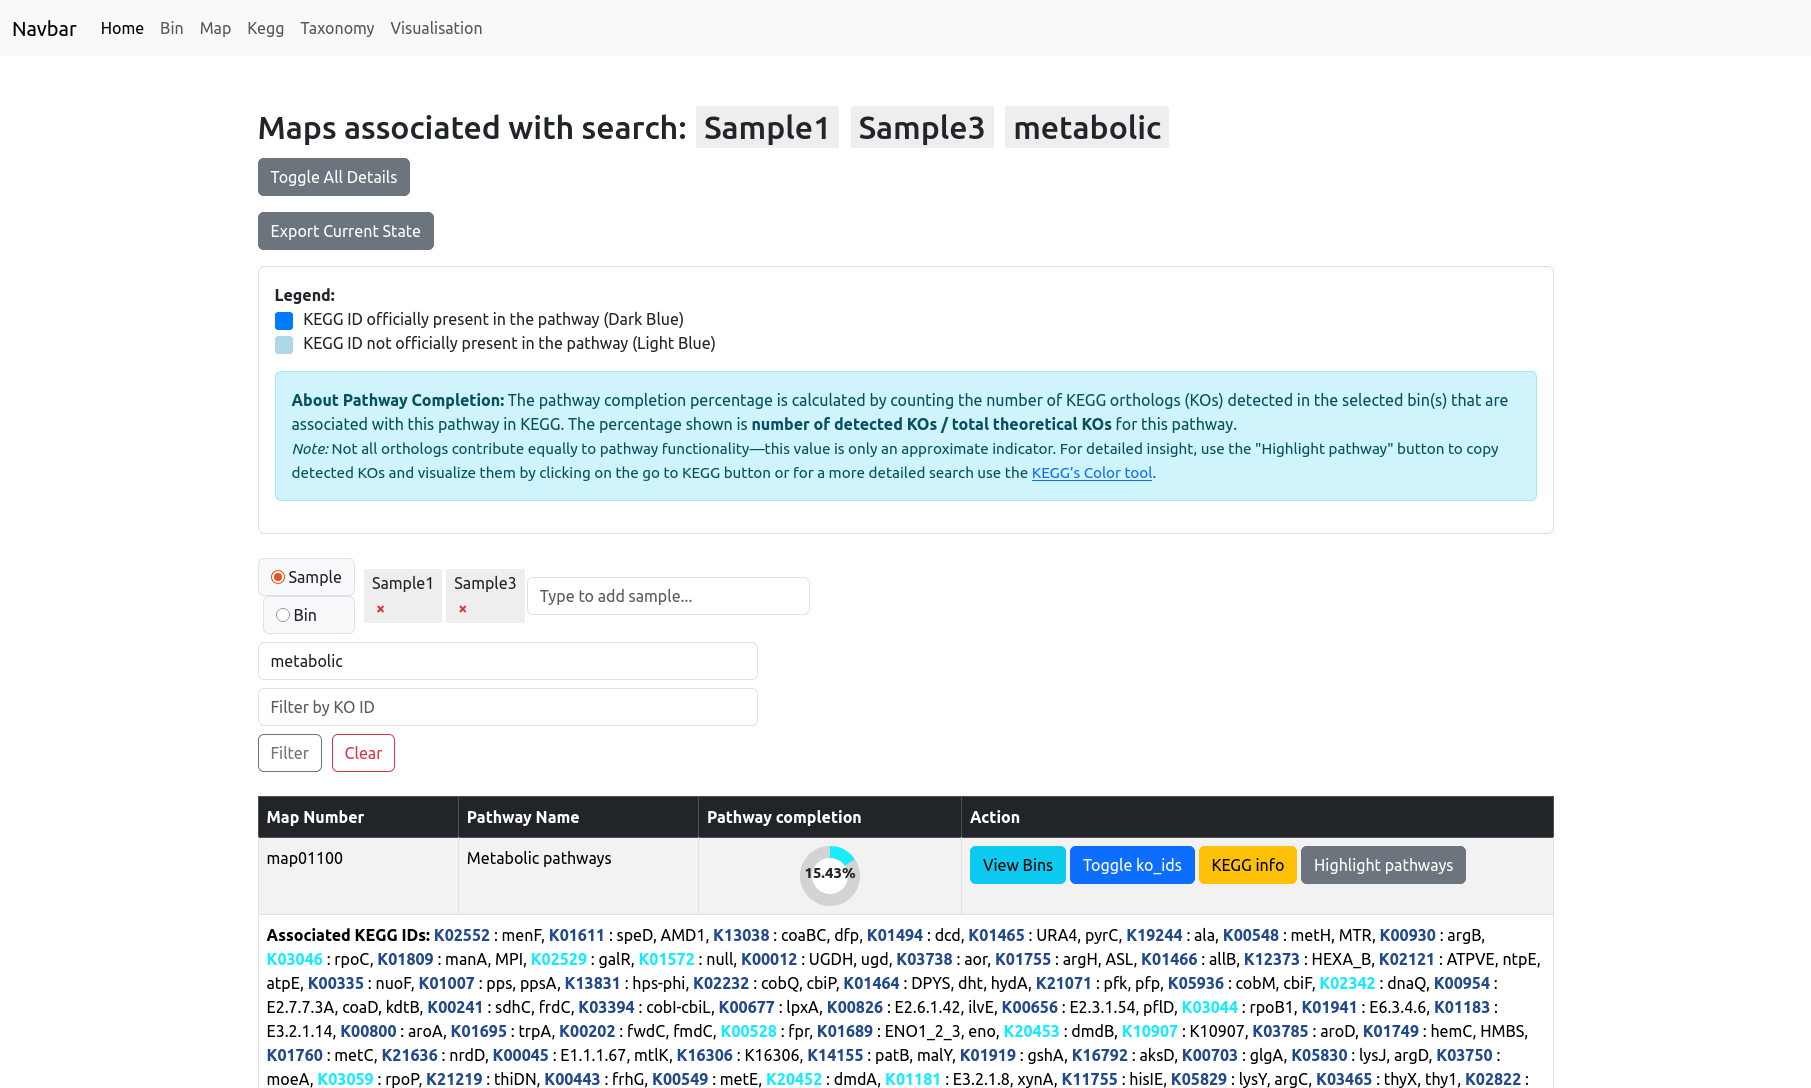 Navbar Home Bin Map Kegg Taxonomy Visualisation
Maps associated with search: Sample1 Sample3 metabolic
Toggle All Details
Export Current State
Legend:
KEGG ID officially present in the pathway (Dark Blue)
KEGG ID not officially present in the pathway (Light Blue)
About Pathway Completion: The pathway completion percentage is calculated by counting the number of KEGG orthologs (KOs) detected in the selected bin(s) that are
associated with this pathway in KEGG. The percentage shown is number of detected KOs / total theoretical KOs for this pathway.
Note: Not all orthologs contribute equally to pathway functionality—this value is only an approximate indicator. For detailed insight, use the "Highlight pathway" button to copy
detected KOs and visualize them by clicking on the go to KEGG button or for a more detailed search use the KEGG’s Color tool.
Sample
Bin
Sample1 × Sample3 × Type to add sample...
metabolic
Filter by KO ID
Filter Clear
Map Number Pathway Name Pathway completion Action
map01100 Metabolic pathways 15.43% View Bins Toggle ko_ids KEGG info Highlight pathways
Associated KEGG IDs: K02552 : menF, K01611 : speD, AMD1, K13038 : coaBC, dfp, K01494 : dcd, K01465 : URA4, pyrC, K19244 : ala, K00548 : metH, MTR, K00930 : argB,
K03046 : rpoC, K01809 : manA, MPI, K02529 : galR, K01572 : null, K00012 : UGDH, ugd, K03738 : aor, K01755 : argH, ASL, K01466 : allB, K12373 : HEXA_B, K02121 : ATPVE, ntpE,
atpE, K00335 : nuoF, K01007 : pps, ppsA, K13831 : hps-phi, K02232 : cobQ, cbiP, K01464 : DPYS, dht, hydA, K21071 : pfk, pfp, K05936 : cobM, cbiF, K02342 : dnaQ, K00954 :
E2.7.7.3A, coaD, kdtB, K00241 : sdhC, frdC, K03394 : cobI-cbiL, K00677 : lpxA, K00826 : E2.6.1.42, ilvE, K00656 : E2.3.1.54, pflD, K03044 : rpoB1, K01941 : E6.3.4.6, K01183 :
E3.2.1.14, K00800 : aroA, K01695 : trpA, K00202 : fwdC, fmdC, K00528 : fpr, K01689 : ENO1_2_3, eno, K20453 : dmdB, K10907 : K10907, K03785 : aroD, K01749 : hemC, HMBS,
K01760 : metC, K21636 : nrdD, K00045 : E1.1.1.67, mtlK, K16306 : K16306, K14155 : patB, malY, K01919 : gshA, K16792 : aksD, K00703 : glgA, K05830 : lysJ, argD, K03750 :
moeA, K03059 : rpoP, K21219 : thiDN, K00443 : frhG, K00549 : metE, K20452 : dmdA, K01181 : E3.2.1.8, xynA, K11755 : hisIE, K05829 : lysY, argC, K03465 : thyX, thy1, K02822 :